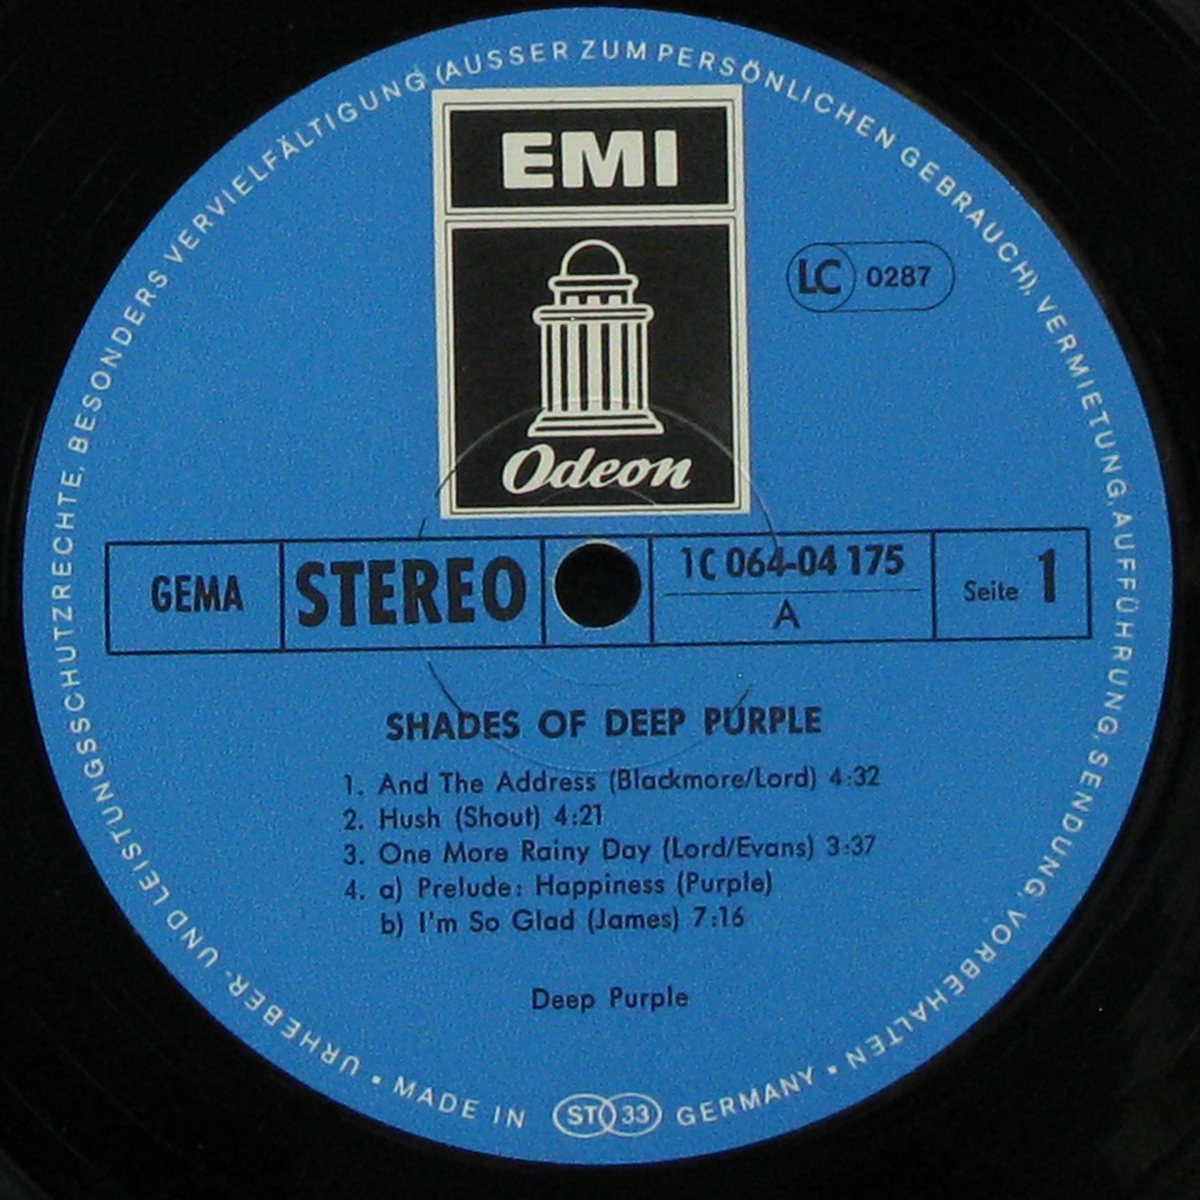 URHEBER- UND LEISTUNGSSCHUTZRECHTE, BESONDERS VERVIELFÄLTIGUNG (AUSSER ZUM PERSÖNLICHEN GEBRAUCH), VERMIETUNG, AUFFÜHRUNG, SENDUNG, VORBEHALTEN
EMI
Odeon
LC 0287
GEMA
STEREO
1C 064-04 175
A
Seite 1
SHADES OF DEEP PURPLE
1. And The Address (Blackmore/Lord) 4:32
2. Hush (Shout) 4:21
3. One More Rainy Day (Lord/Evans) 3:37
4. a) Prelude: Happiness (Purple)
b) I'm So Glad (James) 7:16
Deep Purple
• MADE IN ST 33 GERMANY •